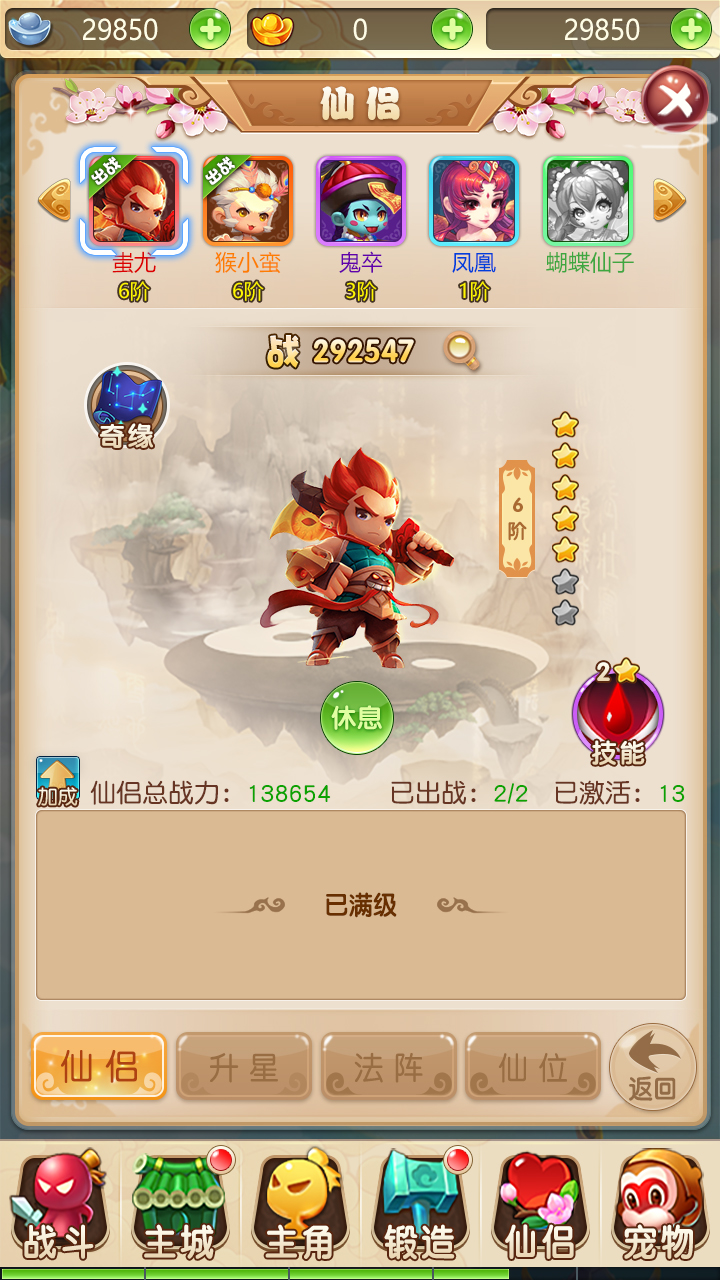 29850 0 29850
仙侣
出战 出战
蚩尤 猴小蛮 鬼卒 凤凰 蝴蝶仙子
6阶 6阶 3阶 1阶
战 292547
奇缘
6阶
休息
2
技能
加成 仙侣总战力：138654 已出战：2/2 已激活：13
已满级
仙侣 升星 法阵 仙位 返回
战斗 主城 主角 锻造 仙侣 宠物